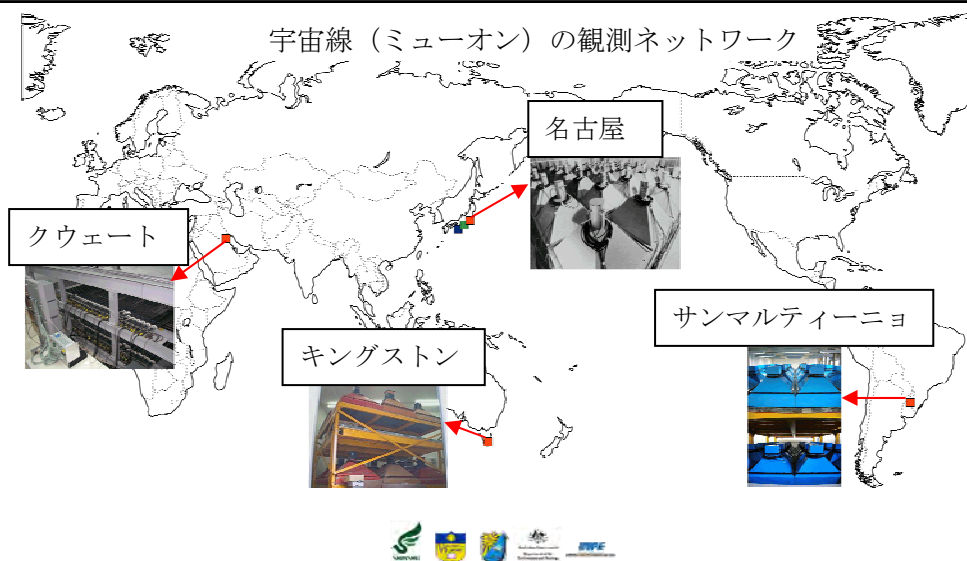 宇宙線（ミューオン）の観測ネットワーク
名古屋
クウェート
サンマルティーニョ
キングストン